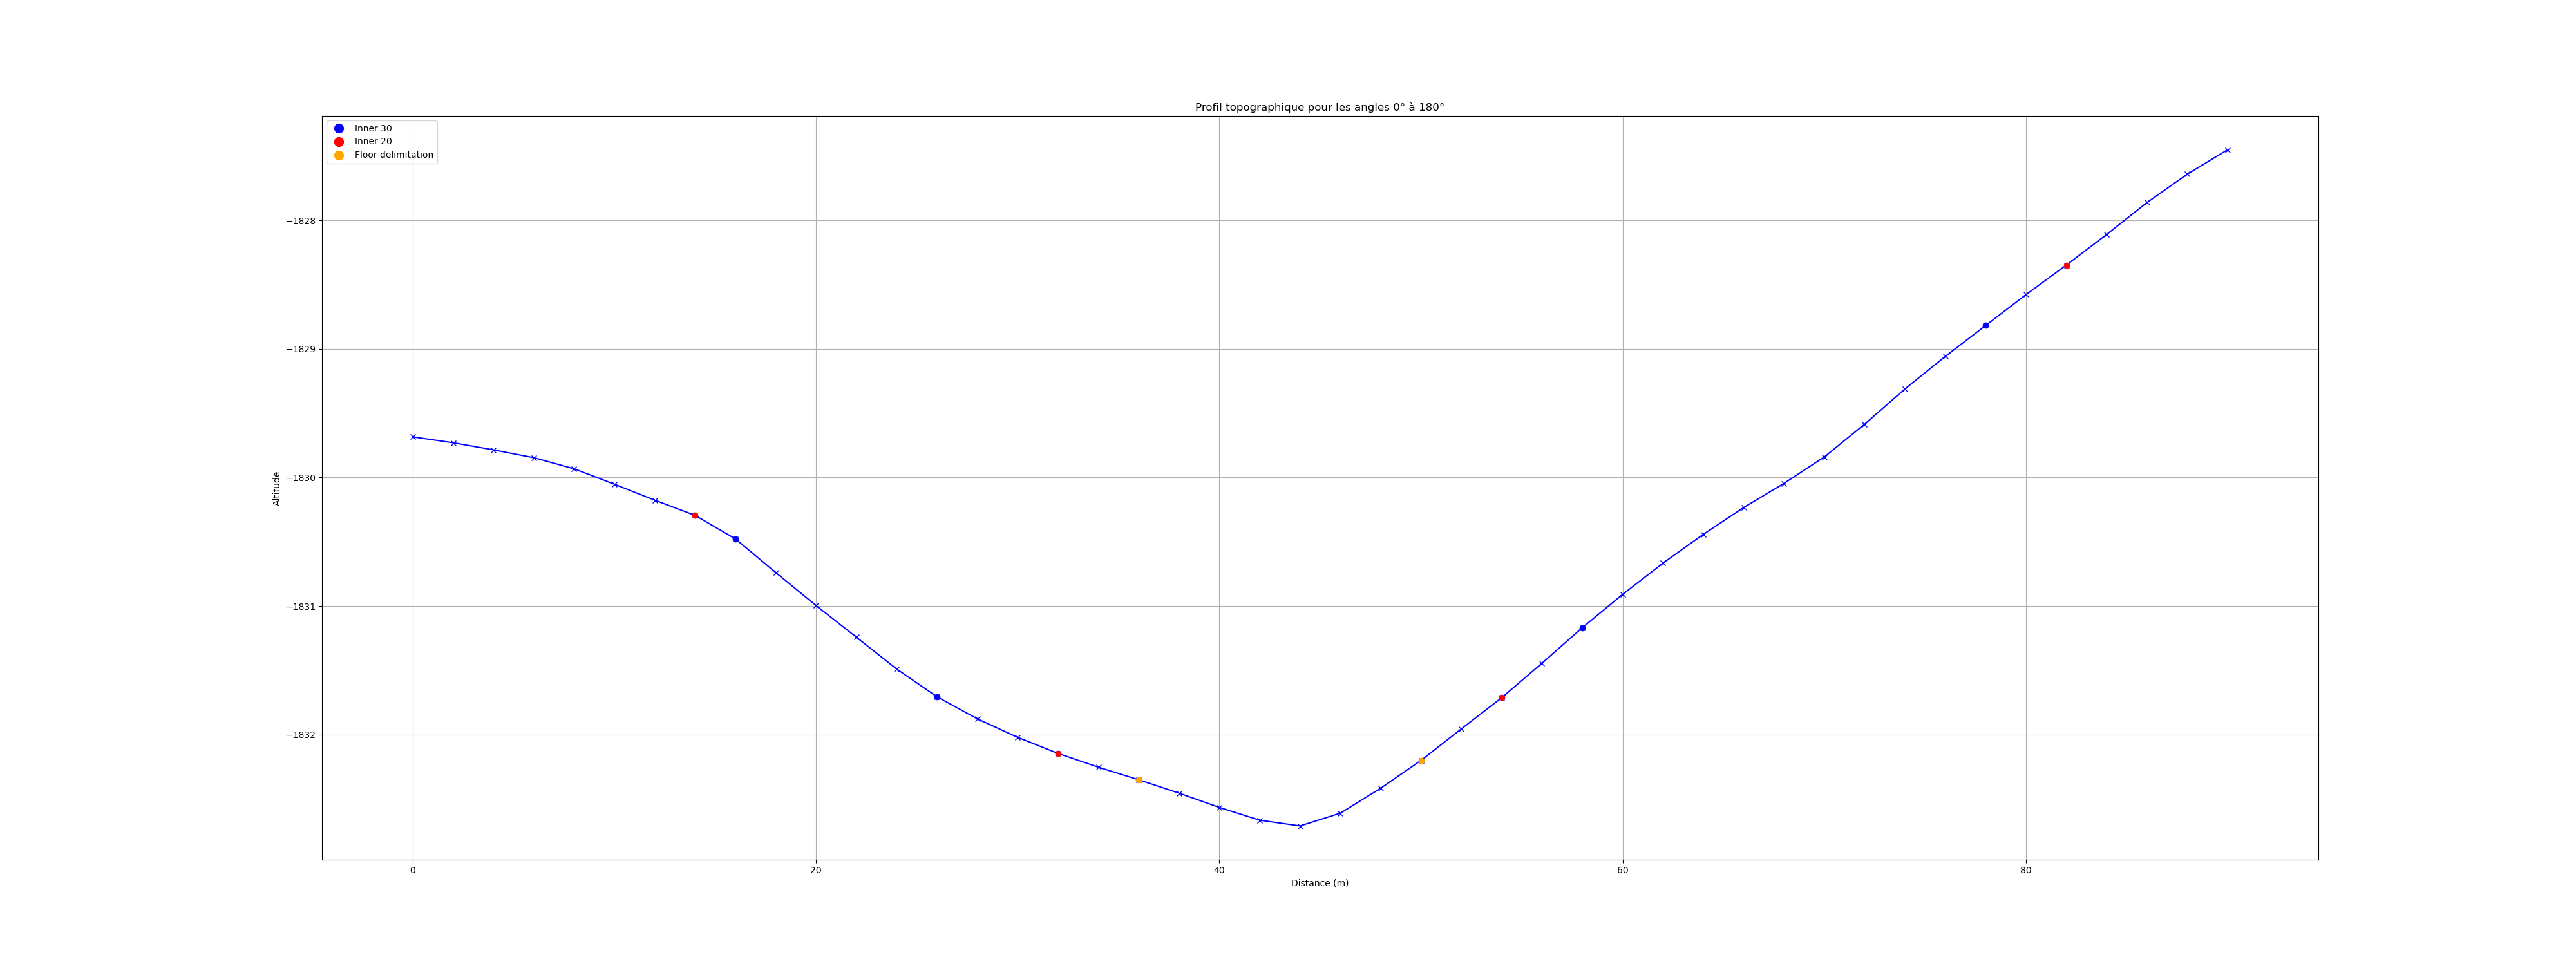 Profil topographique pour les angles 0° à 180°
Inner 30
Inner 20
Floor delimitation
−1828
−1829
−1830
−1831
−1832
Altitude
0 20 40 60 80
Distance (m)